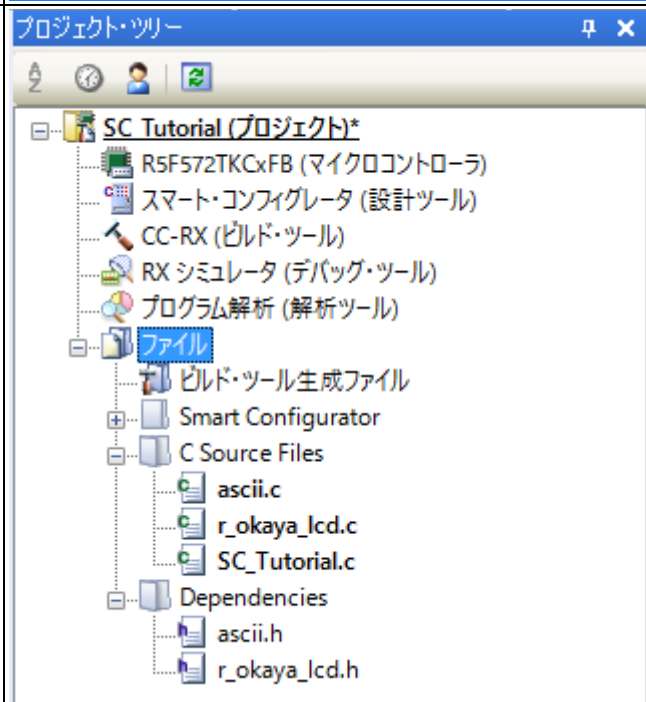 プロジェクト・ツリー
SC_Tutorial (プロジェクト)*
R5F572TKCxFB (マイクロコントローラ)
スマート・コンフィグレータ (設計ツール)
CC-RX (ビルド・ツール)
RX シミュレータ (デバッグ・ツール)
プログラム解析 (解析ツール)
ファイル
ビルド・ツール生成ファイル
Smart Configurator
C Source Files
ascii.c
r_okaya_lcd.c
SC_Tutorial.c
Dependencies
ascii.h
r_okaya_lcd.h